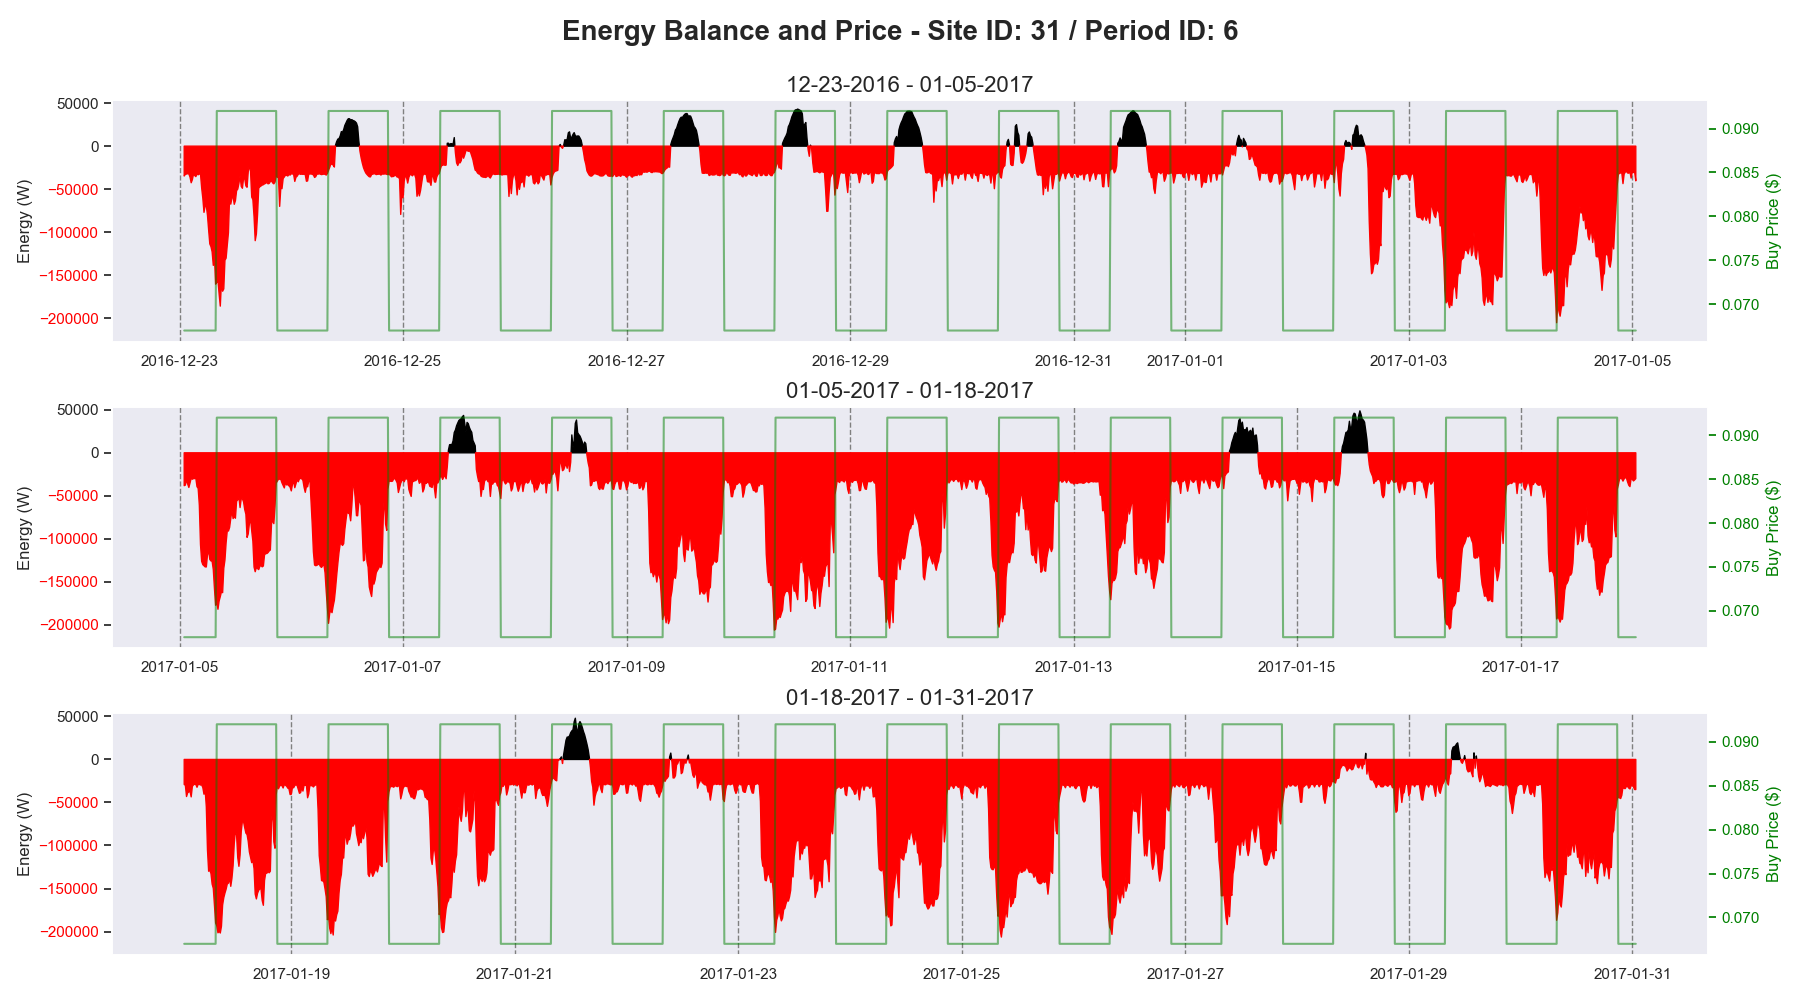 Energy Balance and Price - Site ID: 31 / Period ID: 6
12-23-2016 - 01-05-2017
50000
0
−50000
−100000
−150000
−200000
Energy (W)
0.090
0.085
0.080
0.075
0.070
Buy Price ($)
2016-12-23 2016-12-25 2016-12-27 2016-12-29 2016-12-31 2017-01-01 2017-01-03 2017-01-05
01-05-2017 - 01-18-2017
50000
0
−50000
−100000
−150000
−200000
Energy (W)
0.090
0.085
0.080
0.075
0.070
Buy Price ($)
2017-01-05 2017-01-07 2017-01-09 2017-01-11 2017-01-13 2017-01-15 2017-01-17
01-18-2017 - 01-31-2017
50000
0
−50000
−100000
−150000
−200000
Energy (W)
0.090
0.085
0.080
0.075
0.070
Buy Price ($)
2017-01-19 2017-01-21 2017-01-23 2017-01-25 2017-01-27 2017-01-29 2017-01-31